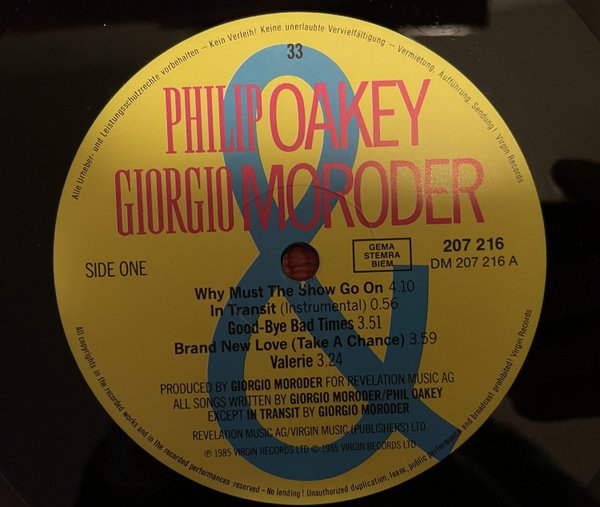 Alle Urheber- und Leistungsschutzrechte vorbehalten – Kein Verleih! Keine unerlaubte Vervielfältigung – Vermietung, Aufführung, Sendung! Virgin Records
33
PHILIP OAKEY
&
GIORGIO MORODER
GEMA
STEMRA
BIEM
207 216
DM 207 216 A
SIDE ONE
Why Must The Show Go On 4.10
In Transit (Instrumental) 0.56
Good-Bye Bad Times 3.51
Brand New Love (Take A Chance) 3.59
Valerie 3.24
PRODUCED BY GIORGIO MORODER FOR REVELATION MUSIC AG
ALL SONGS WRITTEN BY GIORGIO MORODER/PHIL OAKEY
EXCEPT IN TRANSIT BY GIORGIO MORODER
REVELATION MUSIC AG/VIRGIN MUSIC (PUBLISHERS) LTD
℗ 1985 VIRGIN RECORDS LTD © 1985 VIRGIN RECORDS LTD
All copyrights in the recorded works and in the recorded performances reserved – No lending! Unauthorized duplication, lease, public performance and broadcast prohibited! Virgin Records